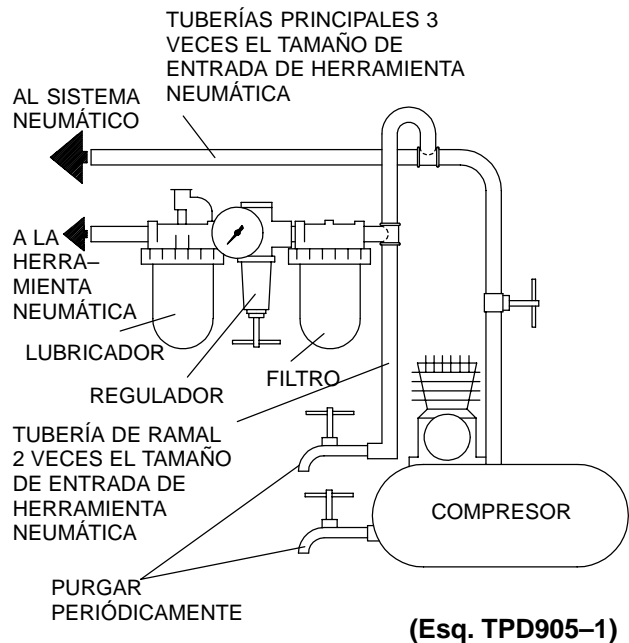 TUBERÍAS PRINCIPALES 3
VECES EL TAMAÑO DE
ENTRADA DE HERRAMIENTA
NEUMÁTICA
AL SISTEMA
NEUMÁTICO
A LA
HERRA–
MIENTA
NEUMÁTICA
LUBRICADOR
REGULADOR
FILTRO
TUBERÍA DE RAMAL
2 VECES EL TAMAÑO
DE ENTRADA DE
HERRAMIENTA
NEUMÁTICA
COMPRESOR
PURGAR
PERIÓDICAMENTE
(Esq. TPD905–1)